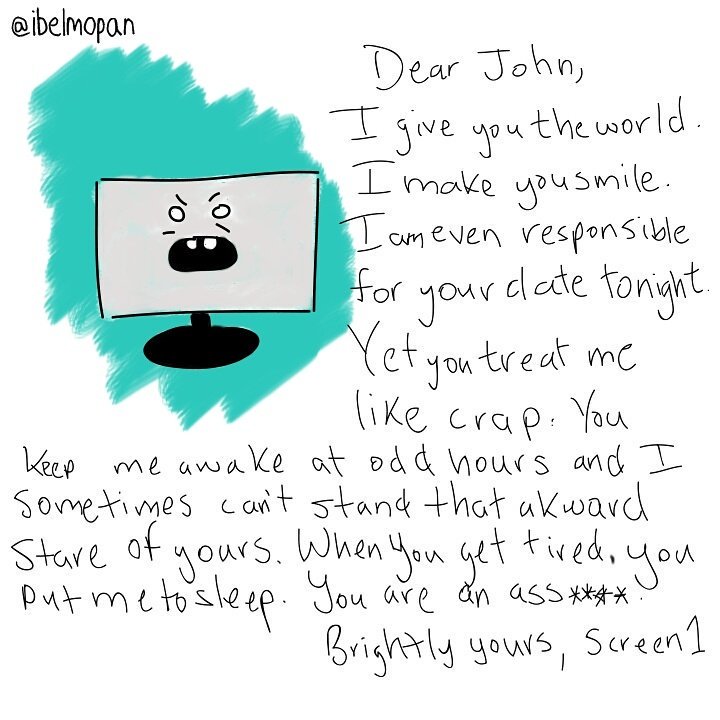 @ibelmopan
Dear John,
I give you the world.
I make you smile.
I am even responsible
for your date tonight.
Yet you treat me
like crap. You
keep me awake at odd hours and I
sometimes can't stand that akward
stare of yours. When you get tired, you
put me to sleep. You are an ass****.
Brightly yours, Screen1